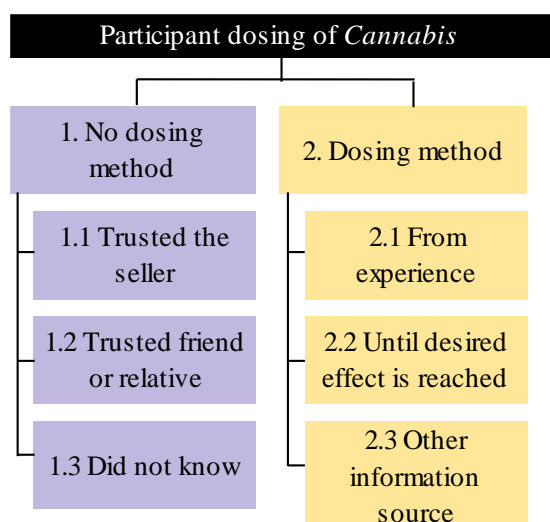 Participant dosing of Cannabis
1. No dosing
method
1.1 Trusted the
seller
1.2 Trusted friend
or relative
1.3 Did not know
2. Dosing method
2.1 From
experience
2.2 Until desired
effect is reached
2.3 Other
information
source